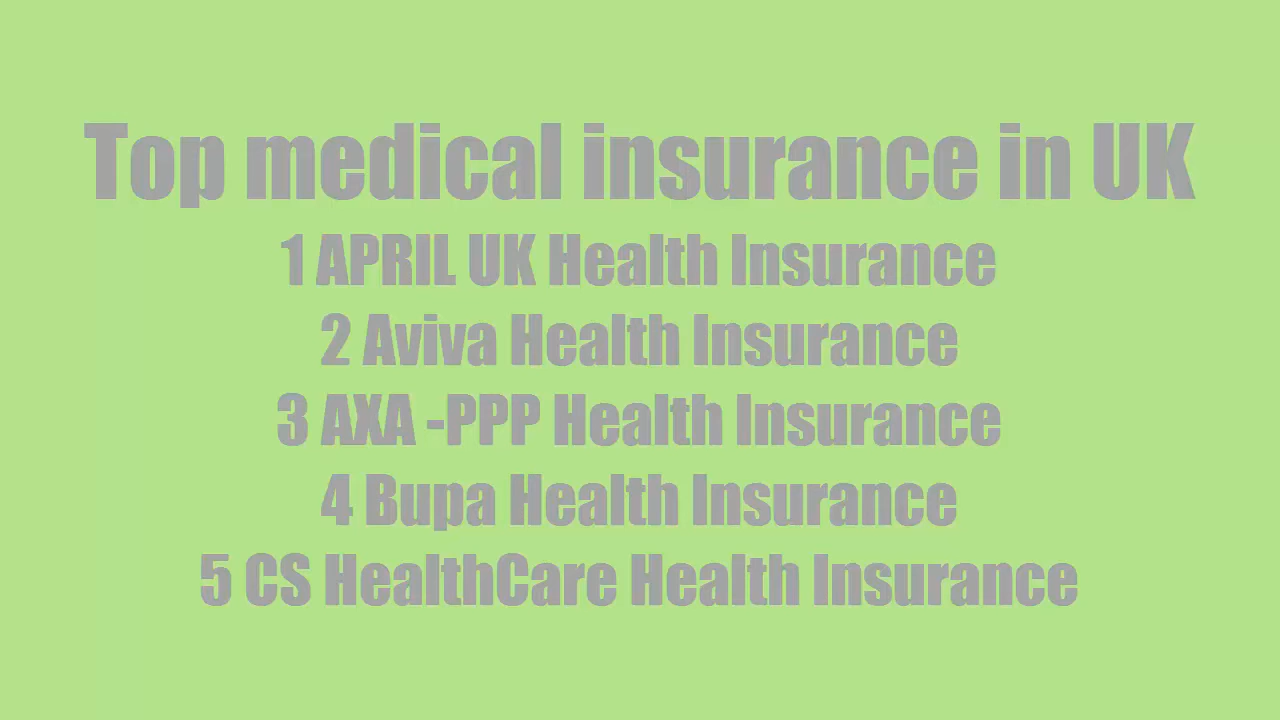 Top medical insurance in UK
1 APRIL UK Health Insurance
2 Aviva Health Insurance
3 AXA -PPP Health Insurance
4 Bupa Health Insurance
5 CS HealthCare Health Insurance